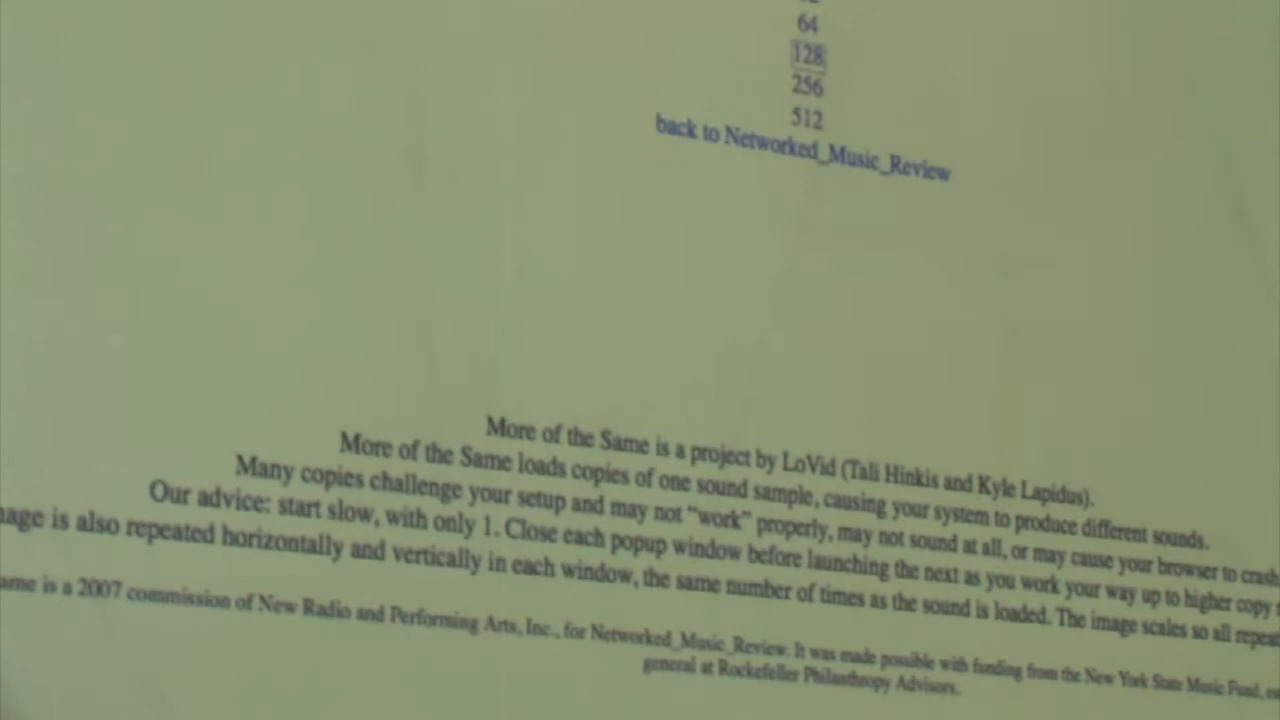 64
128
256
512
back to Networked_Music_Review
More of the Same is a project by LoVid (Tali Hinkis and Kyle Lapidus).
More of the Same loads copies of one sound sample, causing your system to produce different sounds.
Many copies challenge your setup and may not "work" properly, may not sound at all, or may cause your browser to crash
Our advice: start slow, with only 1. Close each popup window before launching the next as you work your way up to higher copy
is also repeated horizontally and vertically in each window, the same number of times as the sound is loaded. The image scales so all
is a 2007 commission of New Radio and Performing Arts, Inc., for Networked_Music_Review. It was made possible with funding from the New York State Music Fund,
general at Rockefeller Philanthropy Advisors.